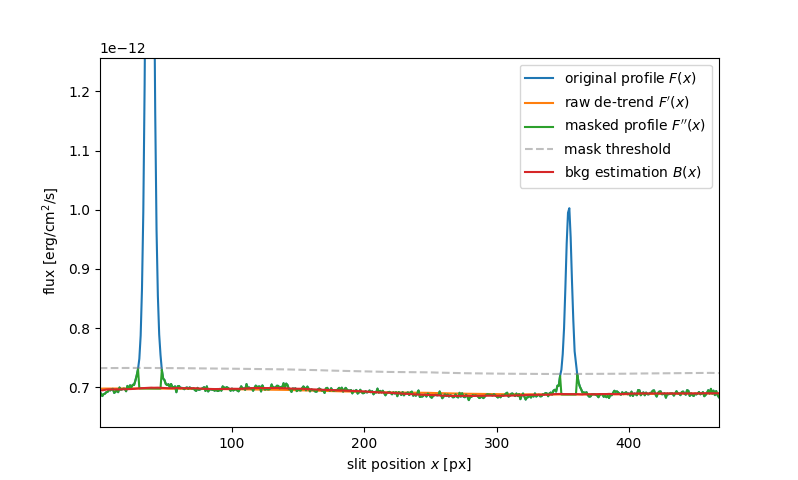 1e−12
1.2
1.1
1.0
0.9
0.8
0.7
flux [erg/cm²/s]
original profile F(x)
raw de-trend F′(x)
masked profile F′′(x)
mask threshold
bkg estimation B(x)
100
200
300
400
slit position x [px]